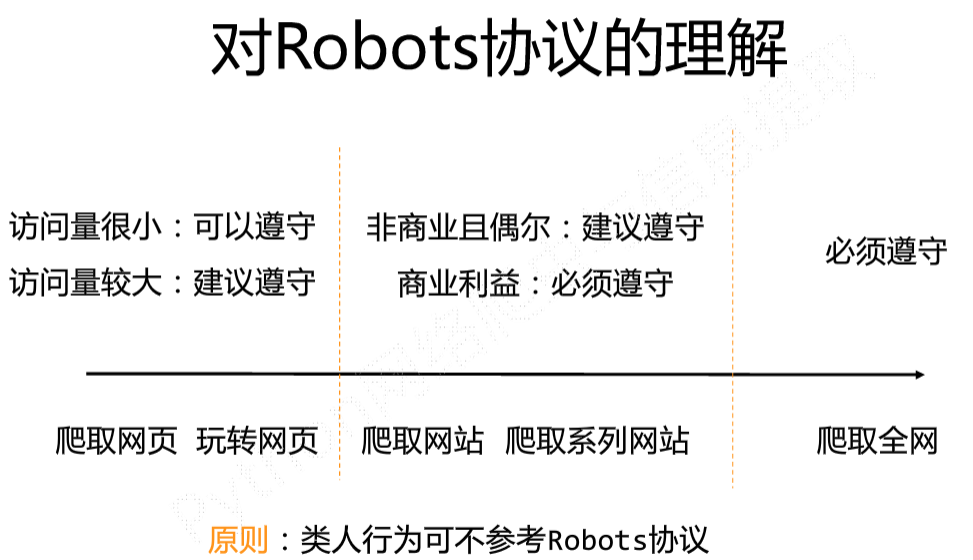 对Robots协议的理解
访问量很小：可以遵守
访问量较大：建议遵守
非商业且偶尔：建议遵守
商业利益：必须遵守
必须遵守
爬取网页 玩转网页
爬取网站 爬取系列网站
爬取全网
原则：类人行为可不参考Robots协议